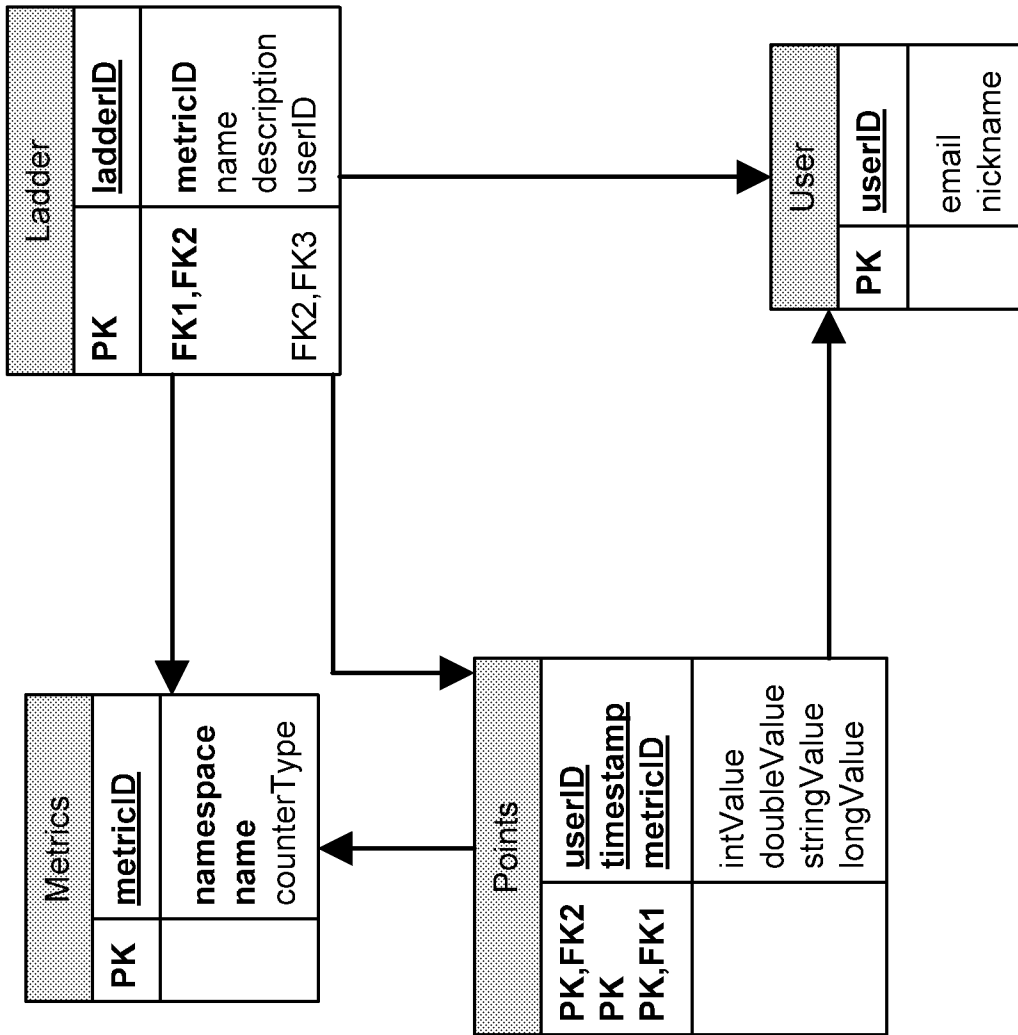 Metrics
PK metricID
namespace
name
counterType
Ladder
PK ladderID
FK1,FK2 metricID
name
description
FK2,FK3 userID
Points
PK,FK2 userID
PK timestamp
PK,FK1 metricID
intValue
doubleValue
stringValue
longValue
User
PK userID
email
nickname